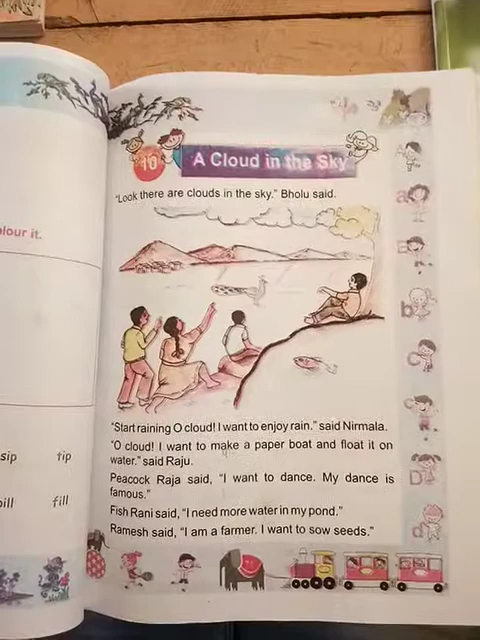 10 A Cloud in the Sky
"Look there are clouds in the sky." Bholu said.
"Start raining O cloud! I want to enjoy rain." said Nirmala.
"O cloud! I want to make a paper boat and float it on
water." said Raju.
Peacock Raja said, "I want to dance. My dance is
famous."
Fish Rani said, "I need more water in my pond."
Ramesh said, "I am a farmer. I want to sow seeds."
lour it.
sip tip
ill fill
a
E
b
C
c
D
d